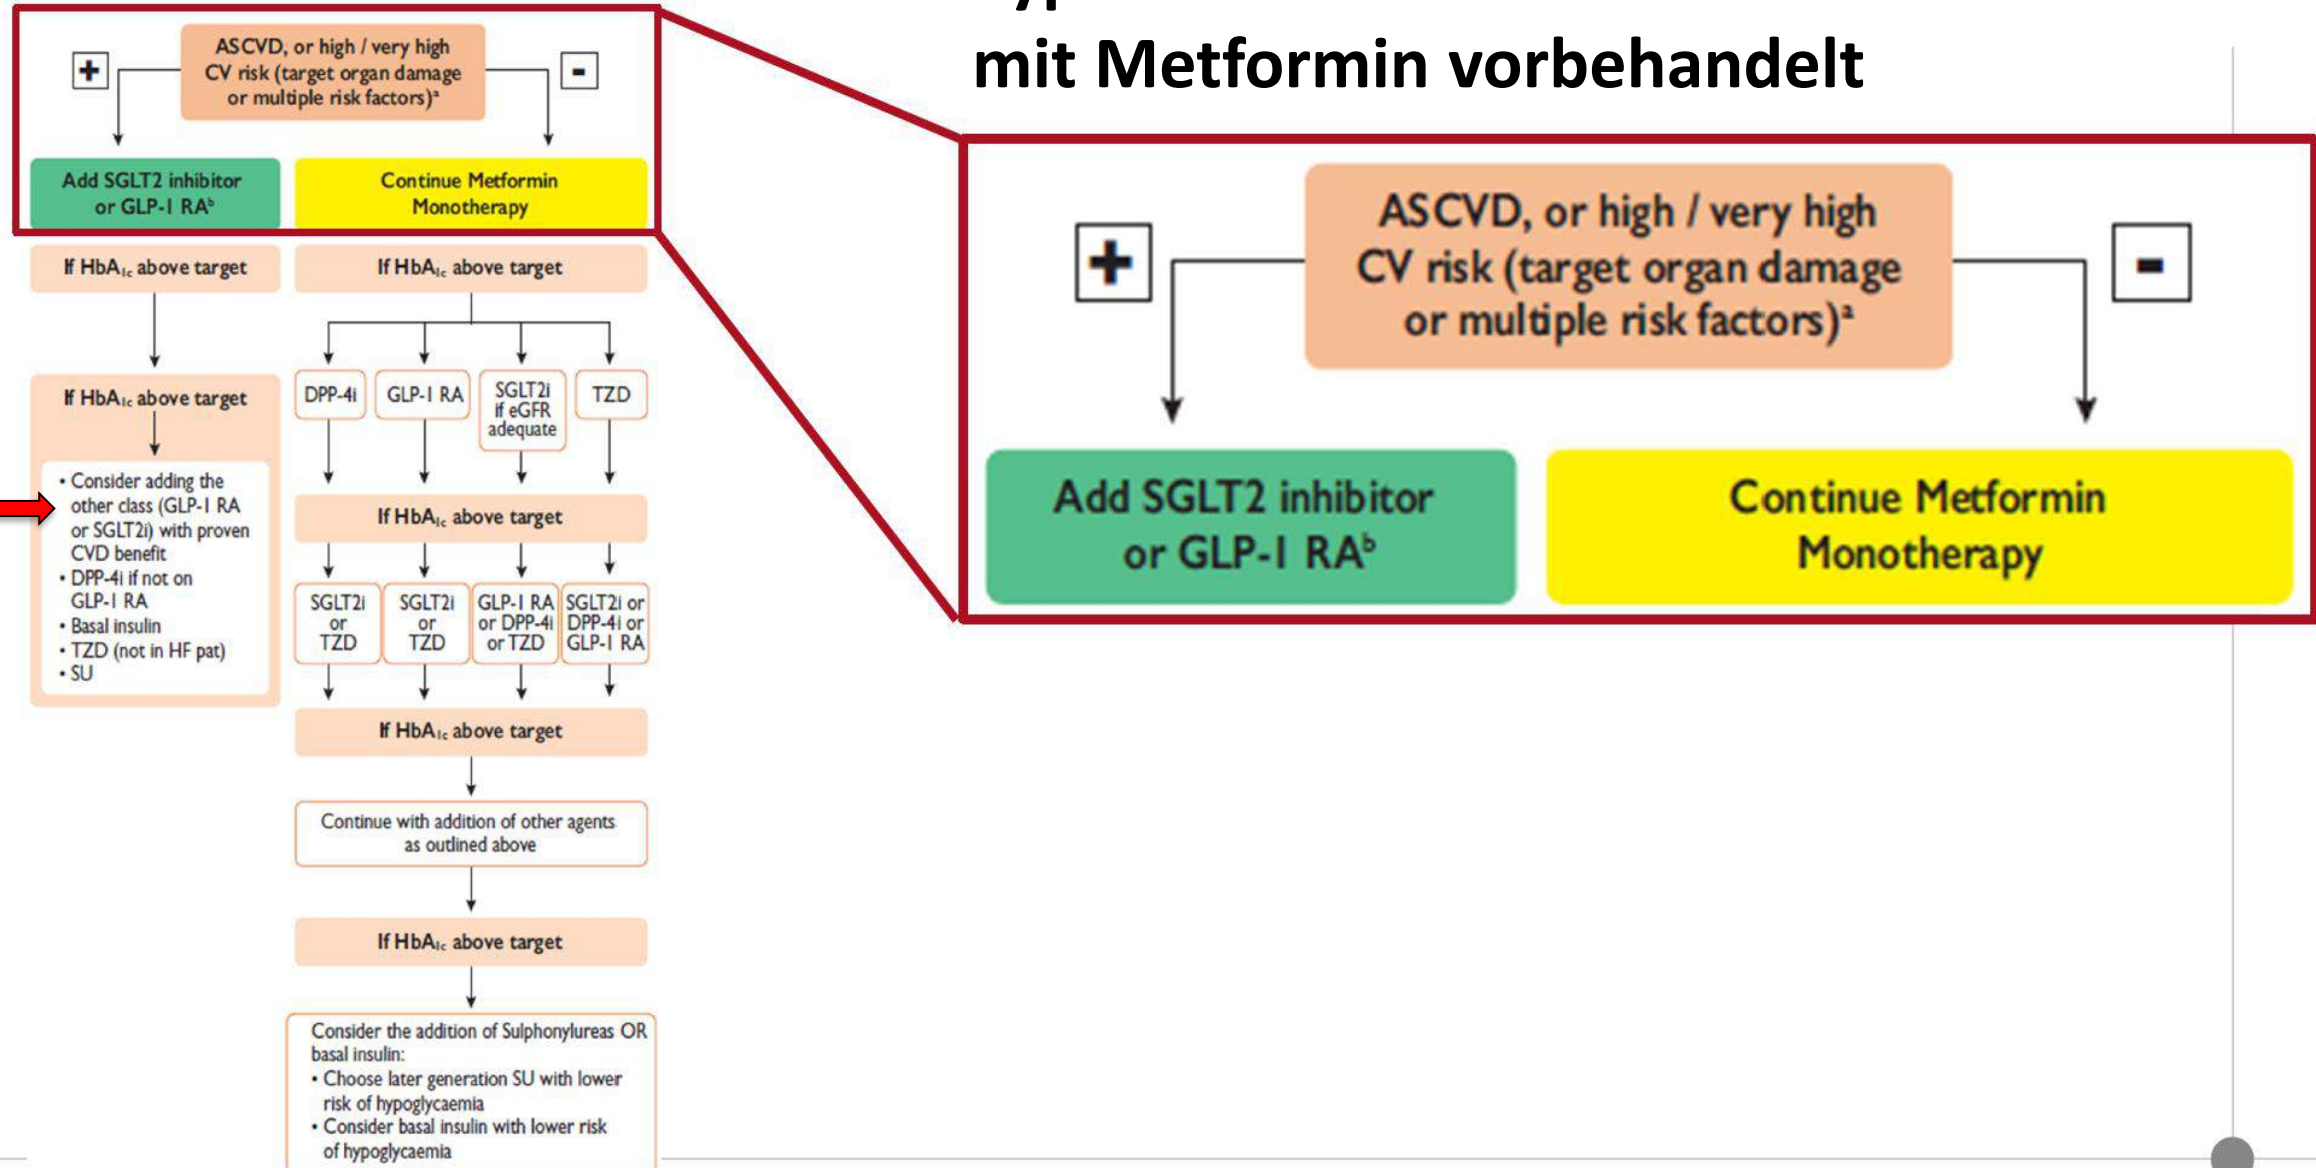 mit Metformin vorbehandelt
+
ASCVD, or high / very high
CV risk (target organ damage
or multiple risk factors)ᵃ
-
Add SGLT2 inhibitor
or GLP-1 RAᵇ
Continue Metformin
Monotherapy
If HbA₁c above target
If HbA₁c above target
If HbA₁c above target
• Consider adding the
other class (GLP-1 RA
or SGLT2i) with proven
CVD benefit
• DPP-4i if not on
GLP-1 RA
• Basal insulin
• TZD (not in HF pat)
• SU
DPP-4i
GLP-1 RA
SGLT2i
if eGFR
adequate
TZD
If HbA₁c above target
SGLT2i
or
TZD
SGLT2i
or
TZD
GLP-1 RA
or DPP-4i
or TZD
SGLT2i or
DPP-4i or
GLP-1 RA
If HbA₁c above target
Continue with addition of other agents
as outlined above
If HbA₁c above target
Consider the addition of Sulphonylureas OR
basal insulin:
• Choose later generation SU with lower
risk of hypoglycaemia
• Consider basal insulin with lower risk
of hypoglycaemia
+
ASCVD, or high / very high
CV risk (target organ damage
or multiple risk factors)ᵃ
-
Add SGLT2 inhibitor
or GLP-1 RAᵇ
Continue Metformin
Monotherapy